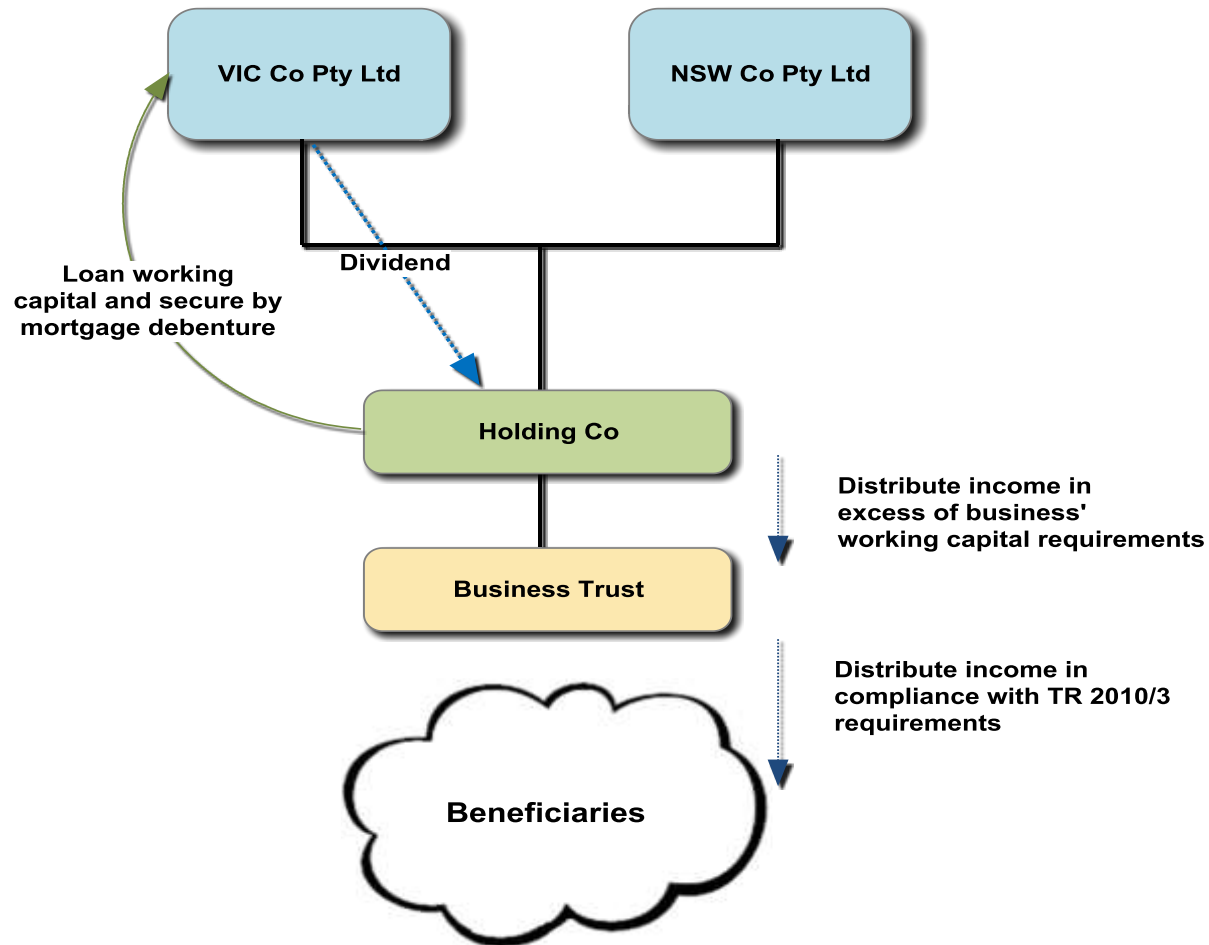 VIC Co Pty Ltd
NSW Co Pty Ltd
Dividend
Loan working
capital and secure by
mortgage debenture
Holding Co
Distribute income in
excess of business'
working capital requirements
Business Trust
Distribute income in
compliance with TR 2010/3
requirements
Beneficiaries